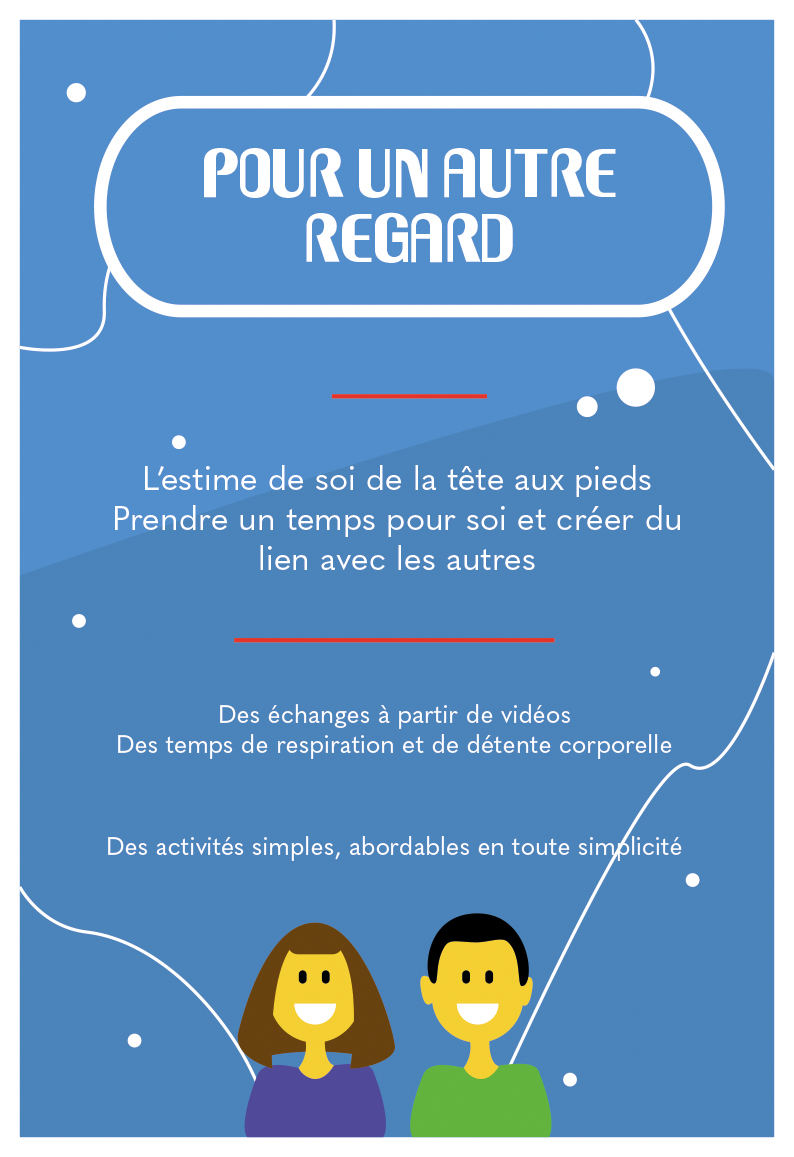 POUR UN AUTRE
REGARD
L'estime de soi de la tête aux pieds
Prendre un temps pour soi et créer du
lien avec les autres
Des échanges à partir de vidéos
Des temps de respiration et de détente corporelle
Des activités simples, abordables en toute simplicité